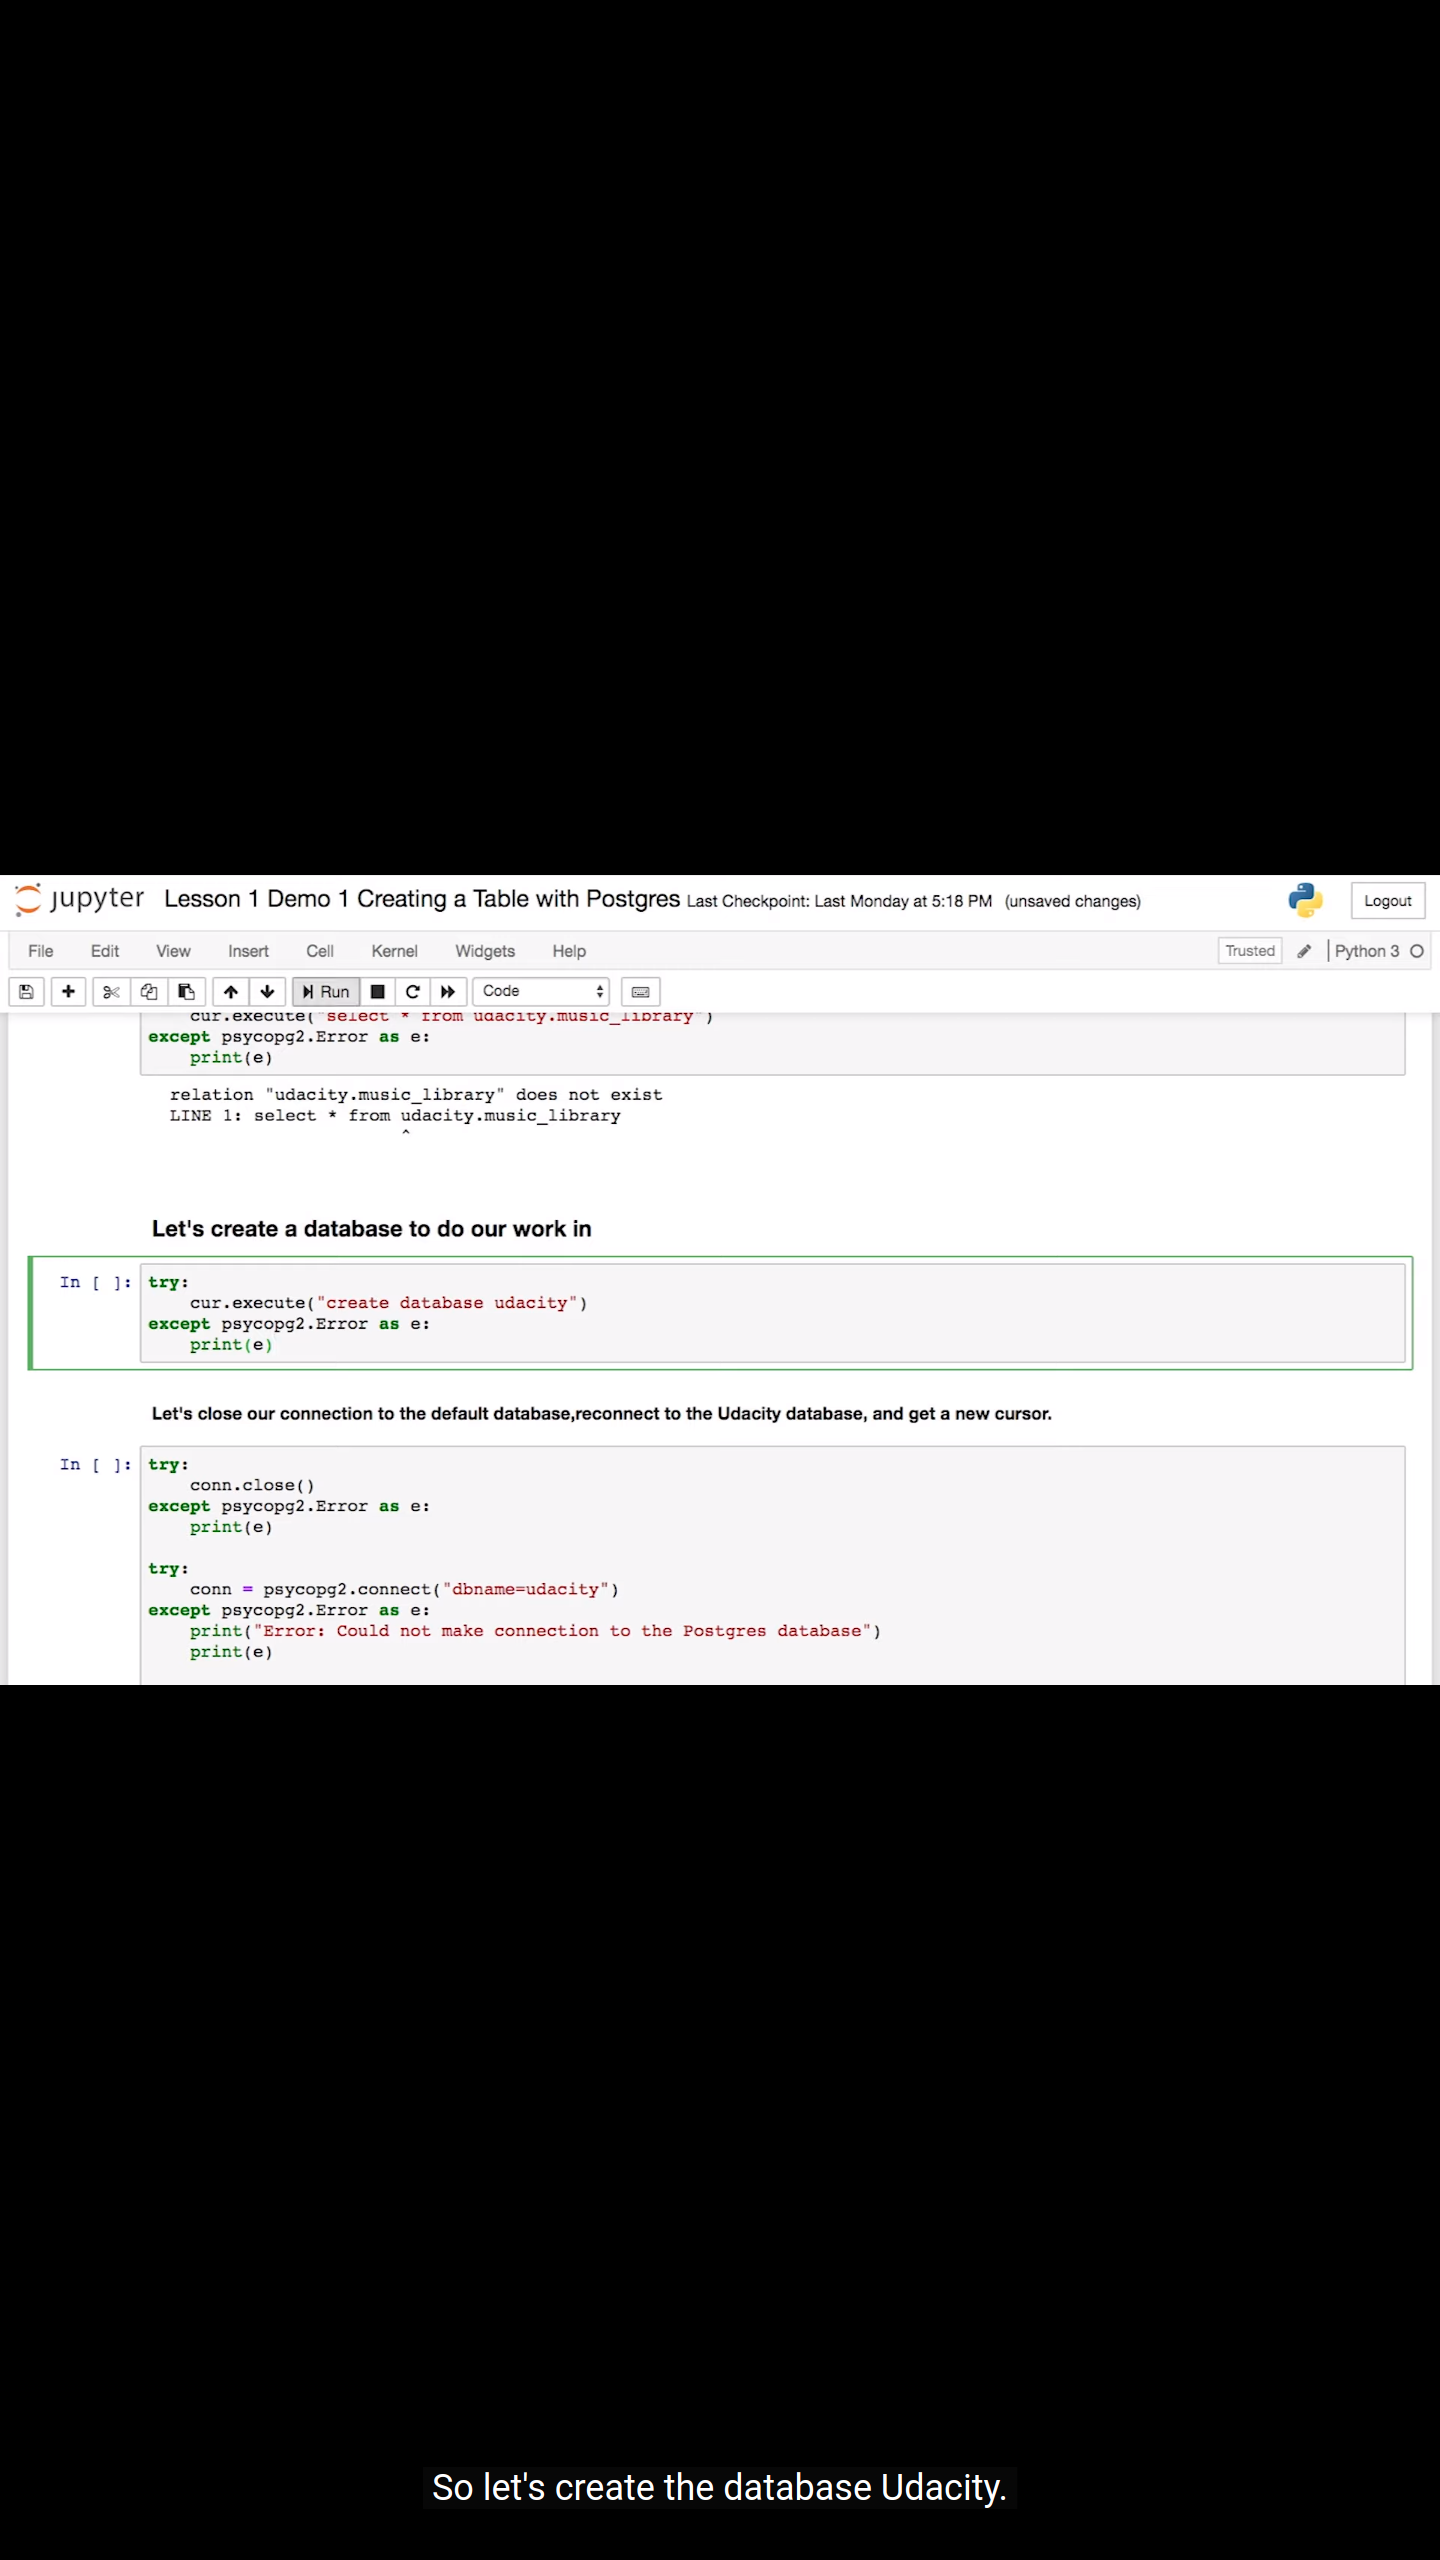 jupyter Lesson 1 Demo 1 Creating a Table with Postgres Last Checkpoint: Last Monday at 5:18 PM (unsaved changes) Logout
File Edit View Insert Cell Kernel Widgets Help Trusted Python 3
Run Code
cur.execute("select * from udacity.music_library")
except psycopg2.Error as e:
print(e)
relation "udacity.music_library" does not exist
LINE 1: select * from udacity.music_library
^
Let's create a database to do our work in
In [ ]: try:
cur.execute("create database udacity")
except psycopg2.Error as e:
print(e)
Let's close our connection to the default database,reconnect to the Udacity database, and get a new cursor.
In [ ]: try:
conn.close()
except psycopg2.Error as e:
print(e)
try:
conn = psycopg2.connect("dbname=udacity")
except psycopg2.Error as e:
print("Error: Could not make connection to the Postgres database")
print(e)
So let's create the database Udacity.